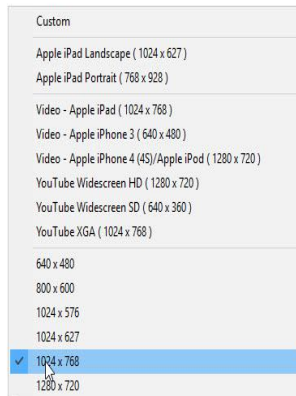 Custom
Apple iPad Landscape ( 1024 x 627 )
Apple iPad Portrait ( 768 x 928 )
Video - Apple iPad ( 1024 x 768 )
Video - Apple iPhone 3 ( 640 x 480 )
Video - Apple iPhone 4 (4S)/Apple iPod ( 1280 x 720 )
YouTube Widescreen HD ( 1280 x 720 )
YouTube Widescreen SD ( 640 x 360 )
YouTube XGA ( 1024 x 768 )
640 x 480
800 x 600
1024 x 576
1024 x 627
1024 x 768
1280 x 720